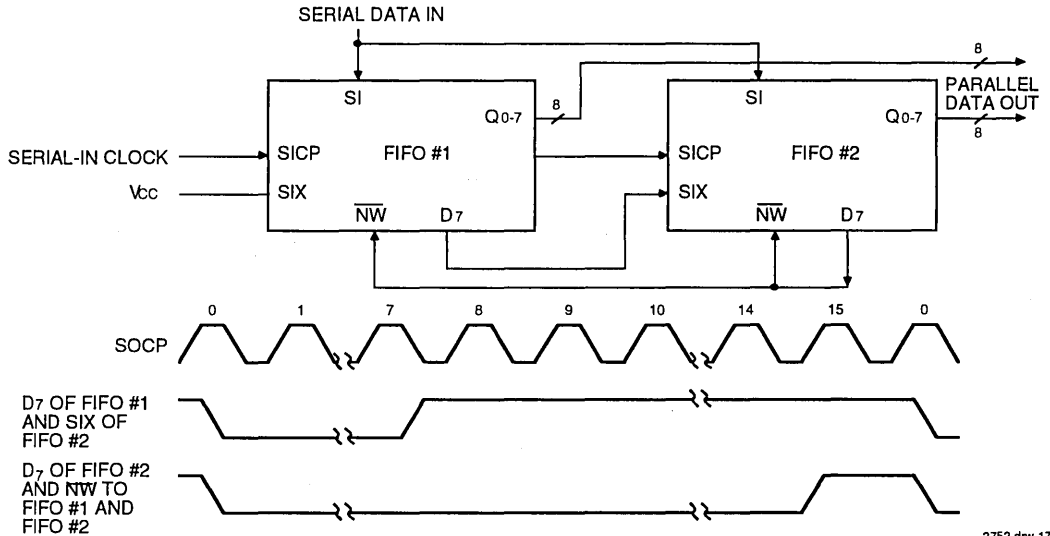 SERIAL DATA IN
8
SI
SI
PARALLEL
DATA OUT
Q0-7
8
Q0-7
8
SERIAL-IN CLOCK
SICP
FIFO #1
SICP
FIFO #2
VCC
SIX
SIX
NW
D7
NW
D7
0 1 7 8 9 10 14 15 0
SOCP
D7 OF FIFO #1
AND SIX OF
FIFO #2
D7 OF FIFO #2
AND NW TO
FIFO #1 AND
FIFO #2
2752 drw 17